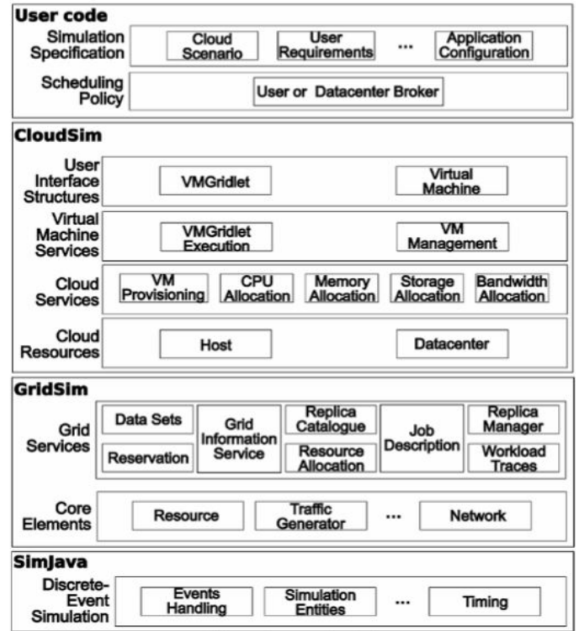 User code
Simulation
Specification
Cloud
Scenario
User
Requirements
...
Application
Configuration
Scheduling
Policy
User or Datacenter Broker
CloudSim
User
Interface
Structures
VMGridlet
Virtual
Machine
Virtual
Machine
Services
VMGridlet
Execution
VM
Management
Cloud
Services
VM
Provisioning
CPU
Allocation
Memory
Allocation
Storage
Allocation
Bandwidth
Allocation
Cloud
Resources
Host
Datacenter
GridSim
Grid
Services
Data Sets
Reservation
Grid
Information
Service
Replica
Catalogue
Resource
Allocation
Job
Description
Replica
Manager
Workload
Traces
Core
Elements
Resource
Traffic
Generator
...
Network
SimJava
Discrete-
Event
Simulation
Events
Handling
Simulation
Entities
...
Timing